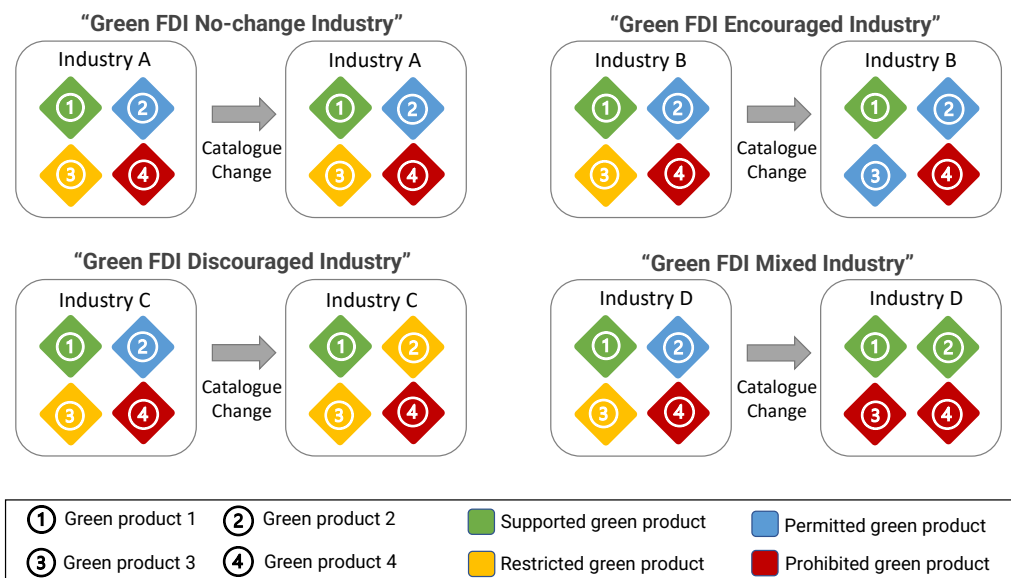 “Green FDI No-change Industry”
Industry A
1 2
3 4
Catalogue
Change
Industry A
1 2
3 4
“Green FDI Encouraged Industry”
Industry B
1 2
3 4
Catalogue
Change
Industry B
1 2
3 4
“Green FDI Discouraged Industry”
Industry C
1 2
3 4
Catalogue
Change
Industry C
1 2
3 4
“Green FDI Mixed Industry”
Industry D
1 2
3 4
Catalogue
Change
Industry D
1 2
3 4
1 Green product 1
2 Green product 2
Supported green product
Permitted green product
3 Green product 3
4 Green product 4
Restricted green product
Prohibited green product